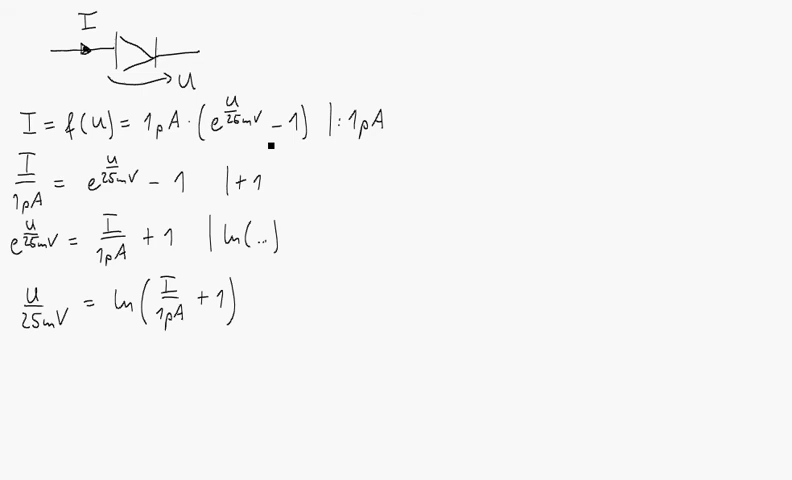 I
U
I = f(U) = 1pA · (e^(U/25mV) - 1) | : 1pA
I/1pA = e^(U/25mV) - 1 | + 1
e^(U/25mV) = I/1pA + 1 | ln(...)
U/25mV = ln(I/1pA + 1)